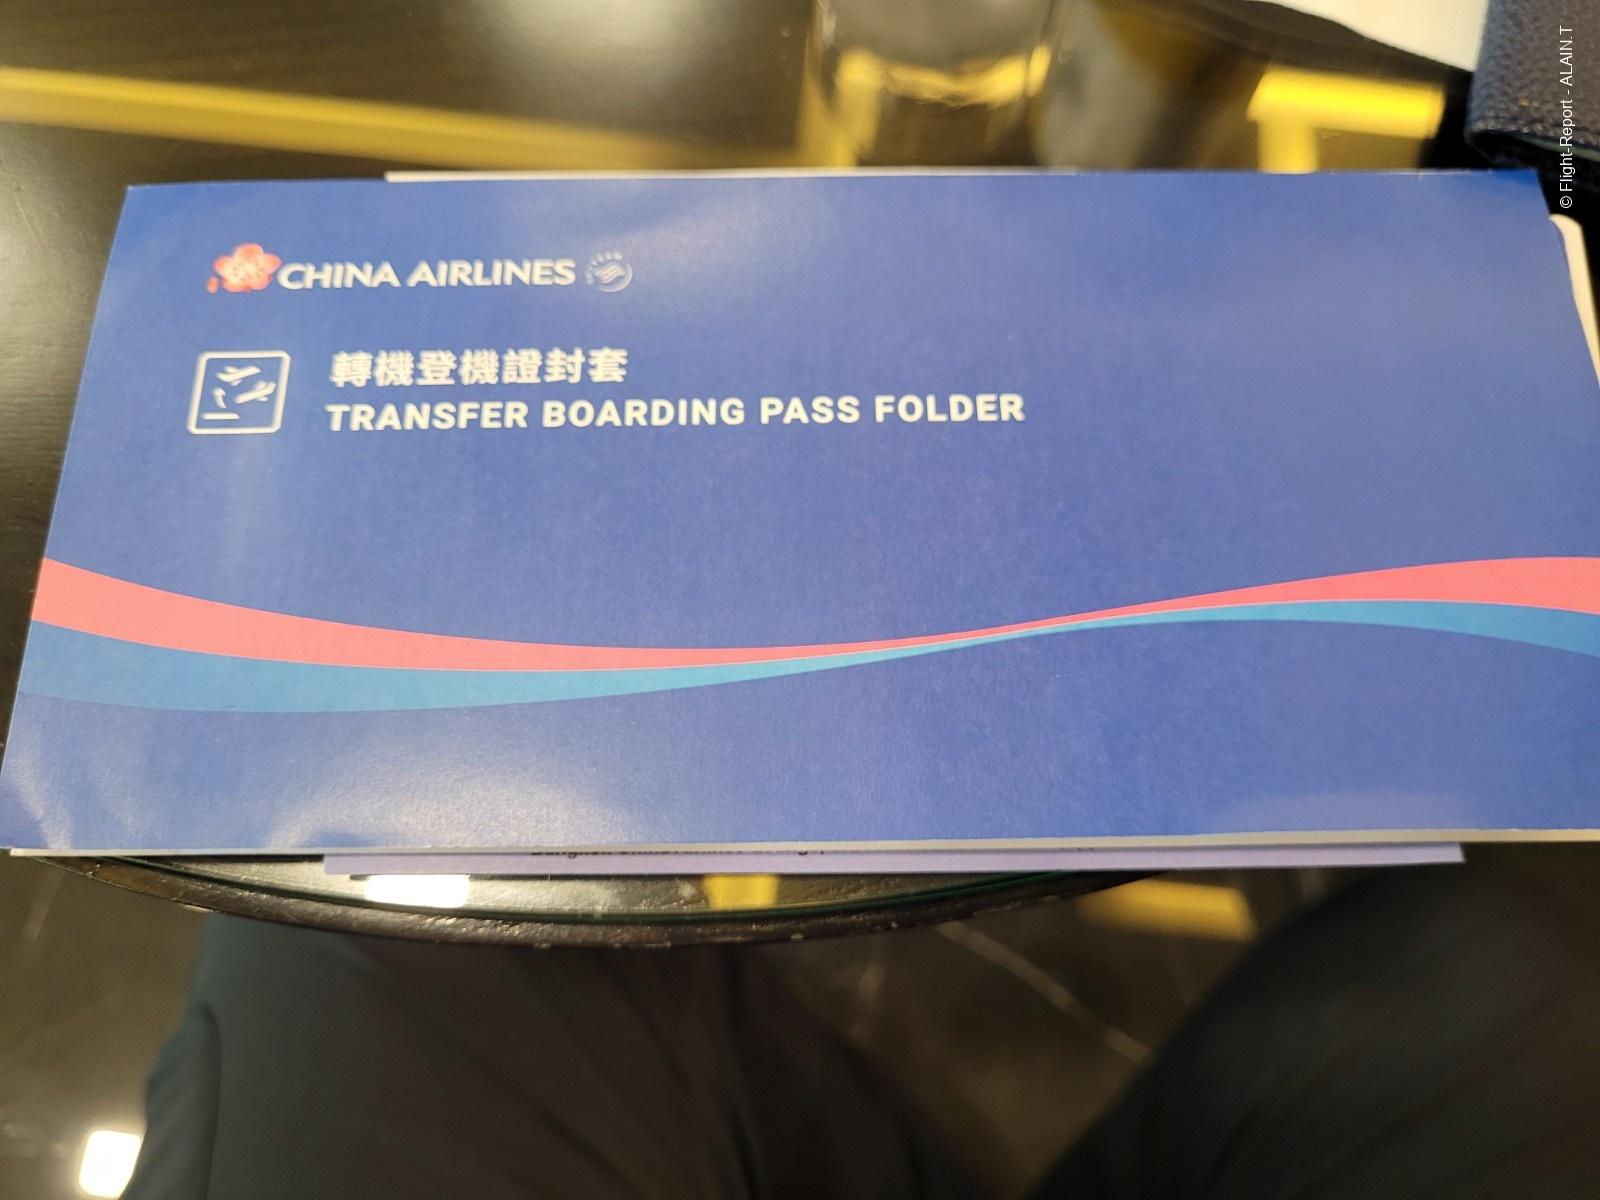 CHINA AIRLINES
轉機登機證封套
TRANSFER BOARDING PASS FOLDER
© Flight-Report - ALAIN.T